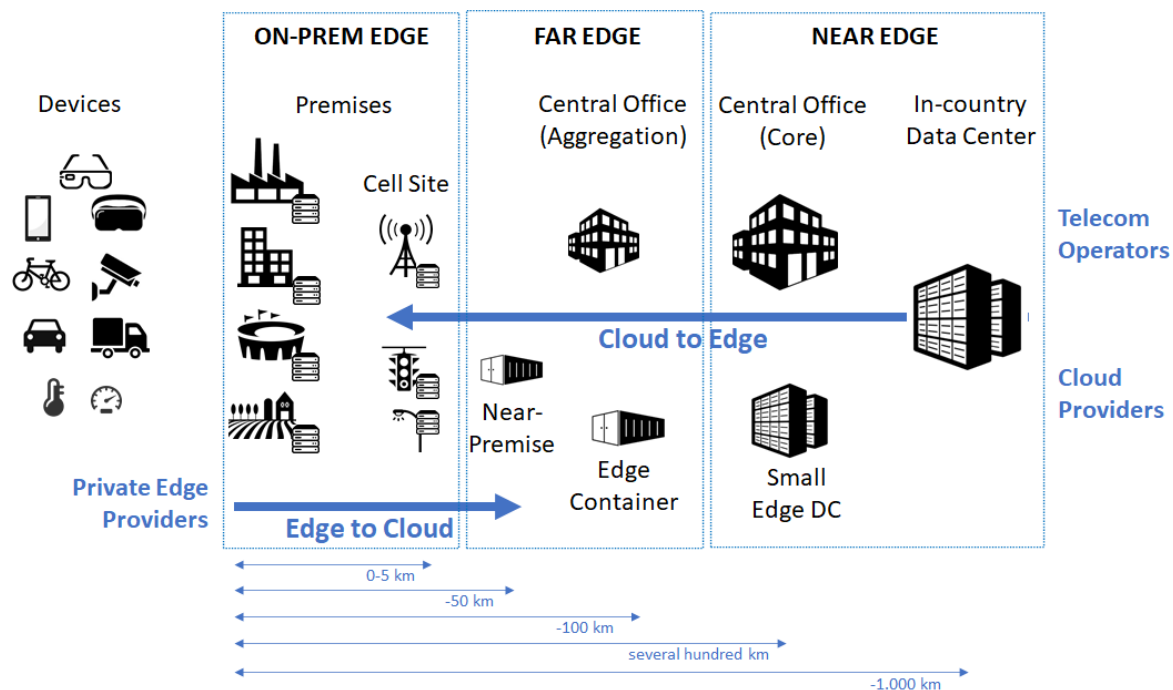 ON-PREM EDGE
FAR EDGE
NEAR EDGE
Devices
Premises
Cell Site
Central Office
(Aggregation)
Central Office
(Core)
In-country
Data Center
Telecom
Operators
Cloud to Edge
Cloud
Providers
Near-
Premise
Edge
Container
Small
Edge DC
Private Edge
Providers
Edge to Cloud
0-5 km
-50 km
-100 km
several hundred km
-1.000 km